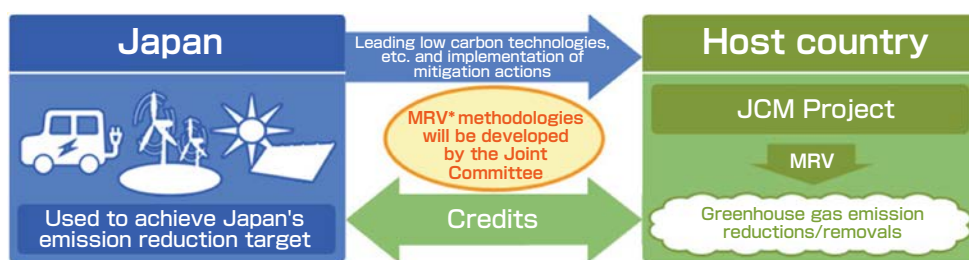 Japan
Leading low carbon technologies,
etc. and implementation of
mitigation actions
Host country
MRV* methodologies
will be developed
by the Joint
Committee
JCM Project
MRV
Used to achieve Japan's
emission reduction target
Credits
Greenhouse gas emission
reductions/removals